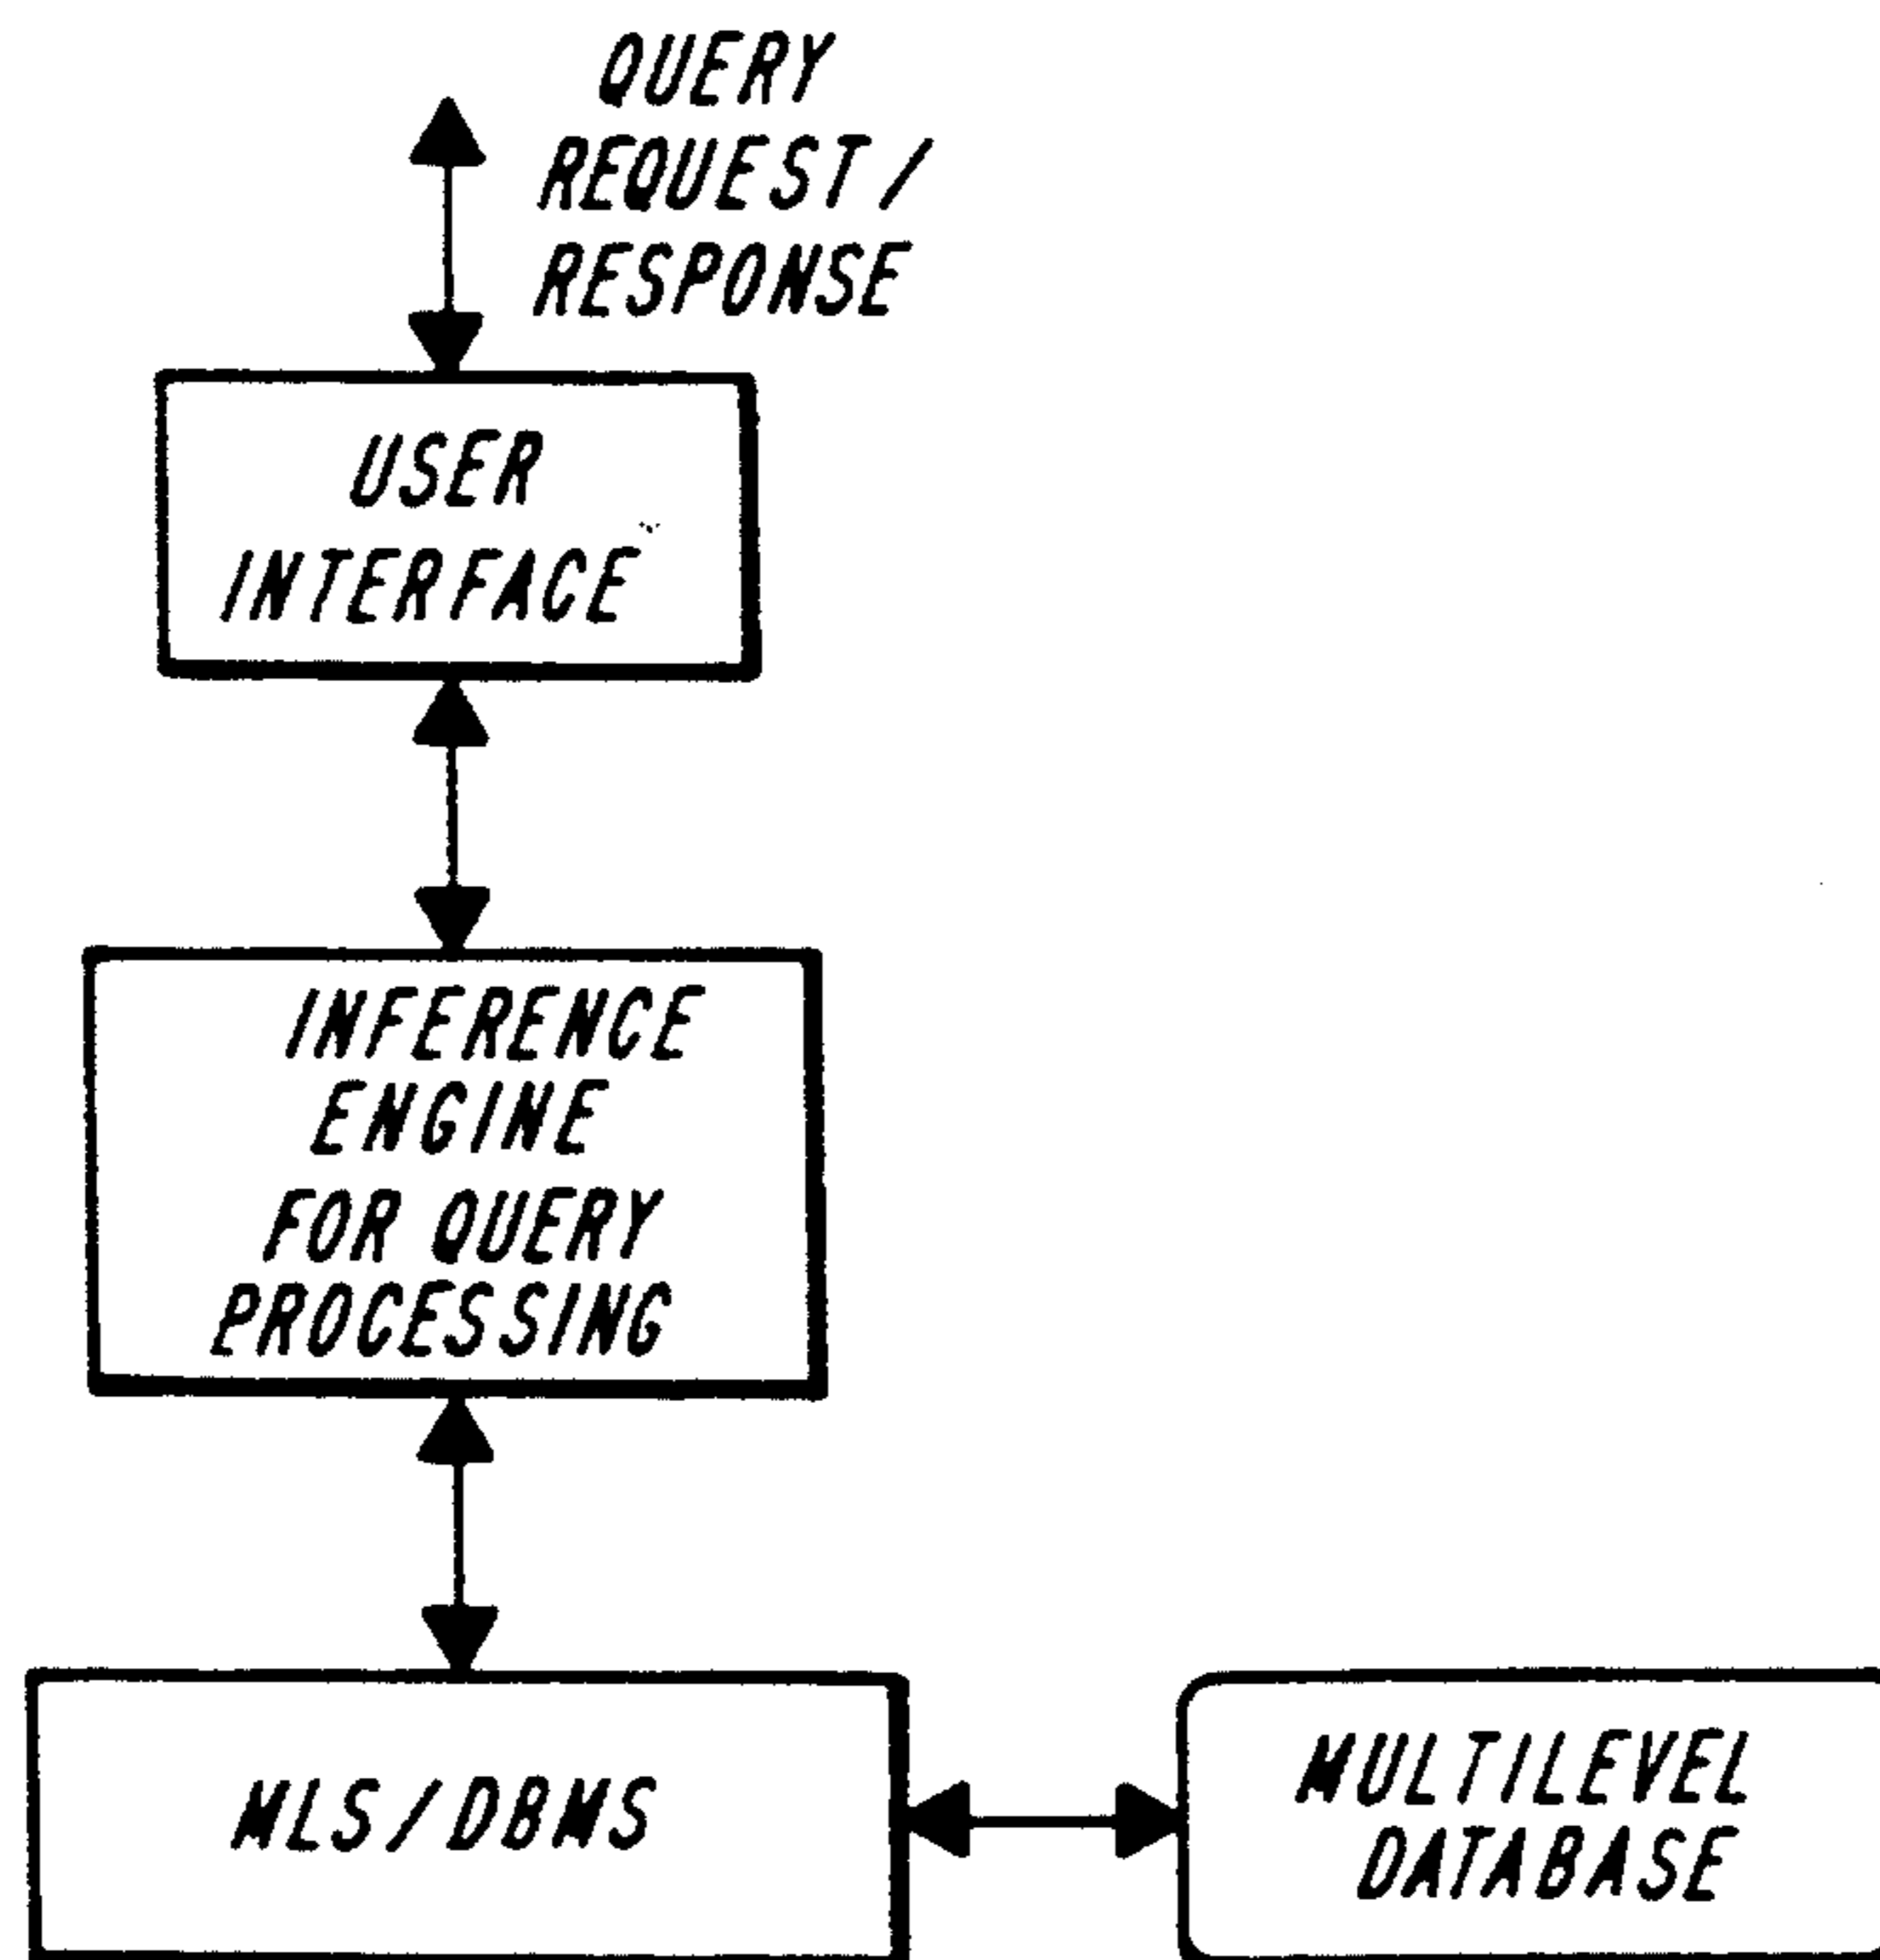 QUERY
REQUEST/
RESPONSE
USER
INTERFACE
INFERENCE
ENGINE
FOR QUERY
PROCESSING
MLS/DBMS
MULTILEVEL
DATABASE